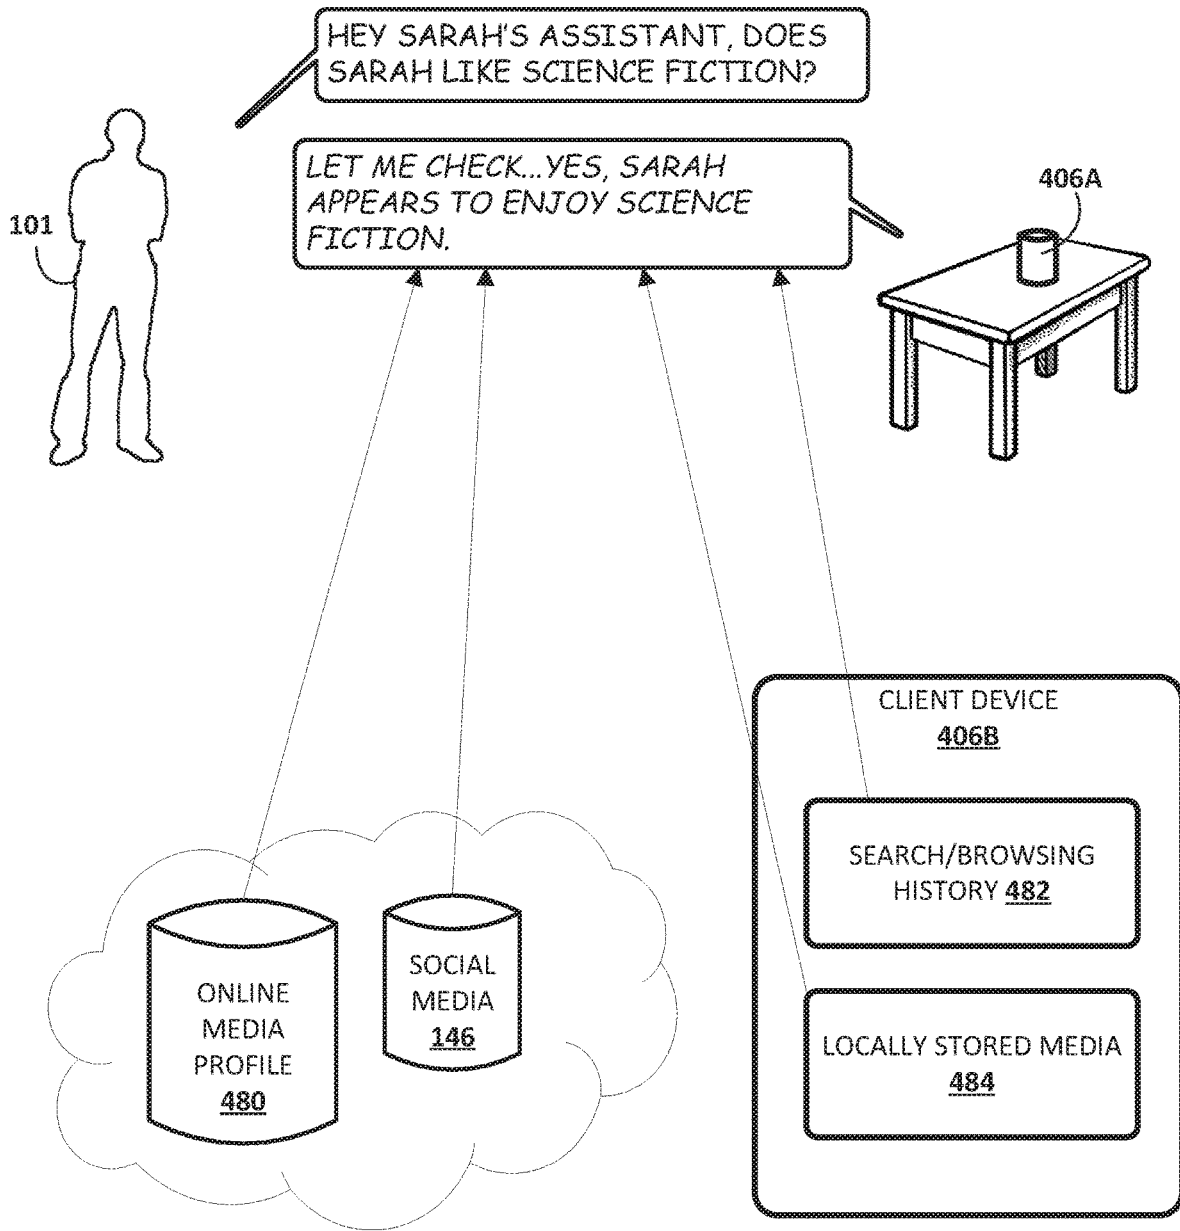 HEY SARAH'S ASSISTANT, DOES
SARAH LIKE SCIENCE FICTION?
LET ME CHECK...YES, SARAH
APPEARS TO ENJOY SCIENCE
FICTION.
406A
101
CLIENT DEVICE
406B
SEARCH/BROWSING
HISTORY 482
SOCIAL
MEDIA
146
ONLINE
MEDIA
PROFILE
480
LOCALLY STORED MEDIA
484